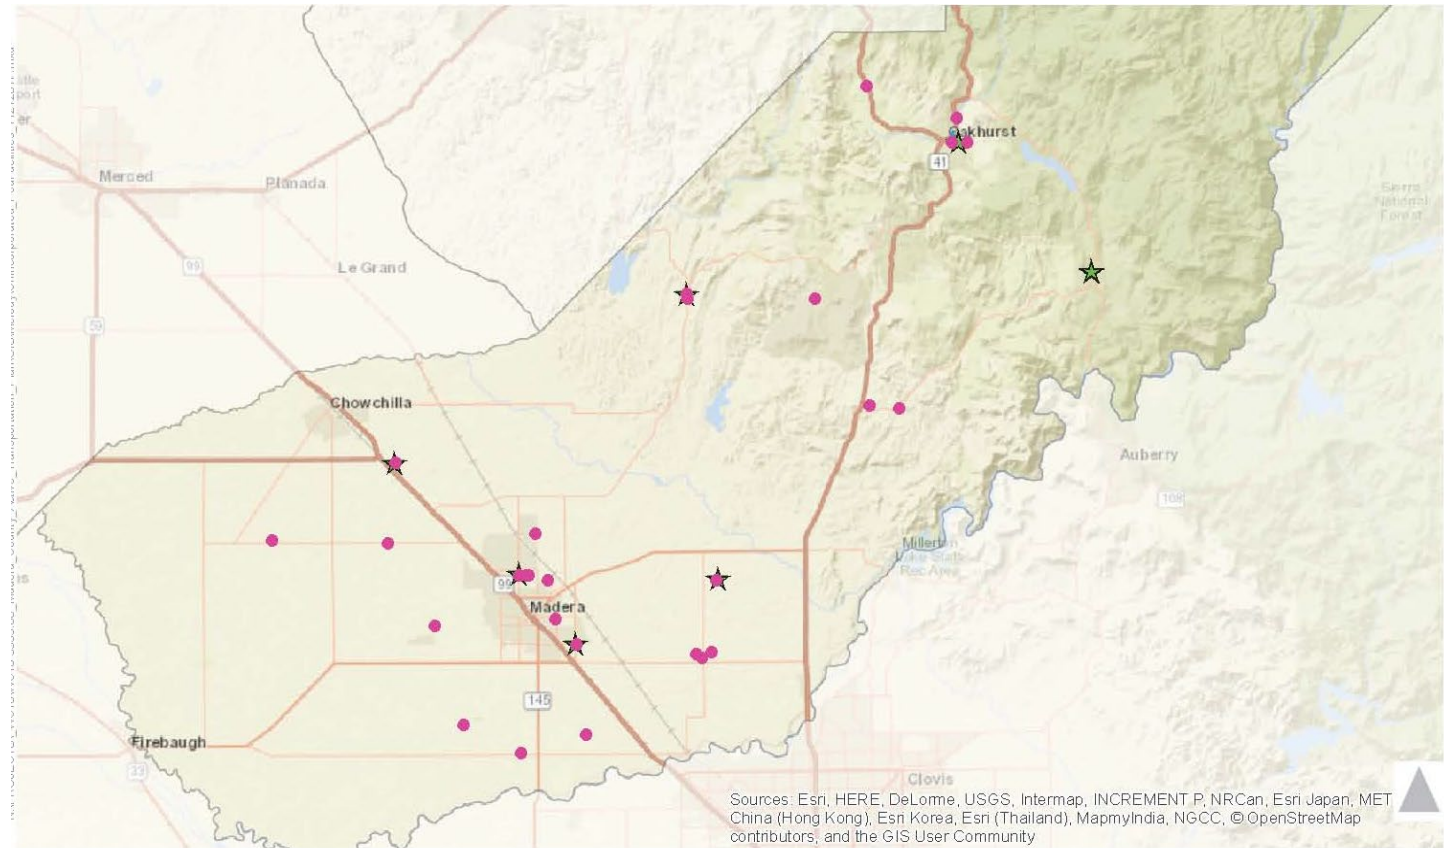 Oakhurst
41
Merced
Planada
Sierra
National
Forest
99
Le Grand
59
Chowchilla
Auberry
168
Millerton
Lake State
Rec Area
99
Madera
145
Firebaugh
33
Clovis
Sources: Esri, HERE, DeLorme, USGS, Intermap, INCREMENT P, NRCan, Esri Japan, METI
China (Hong Kong), Esri Korea, Esri (Thailand), MapmyIndia, NGCC, © OpenStreetMap
contributors, and the GIS User Community